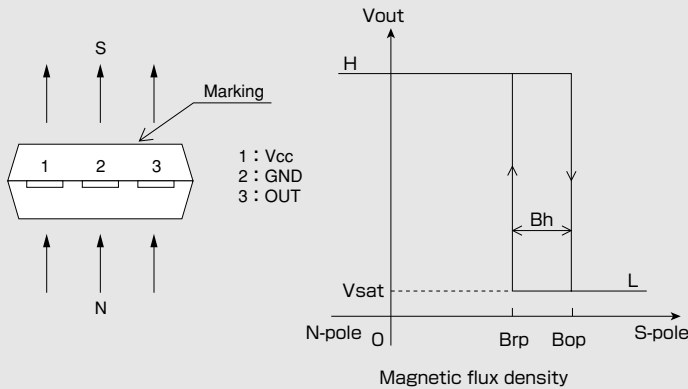 S
Marking
1 2 3
1 : Vcc
2 : GND
3 : OUT
N
Vout
H
Bh
Vsat
L
N-pole 0 Brp Bop S-pole
Magnetic flux density